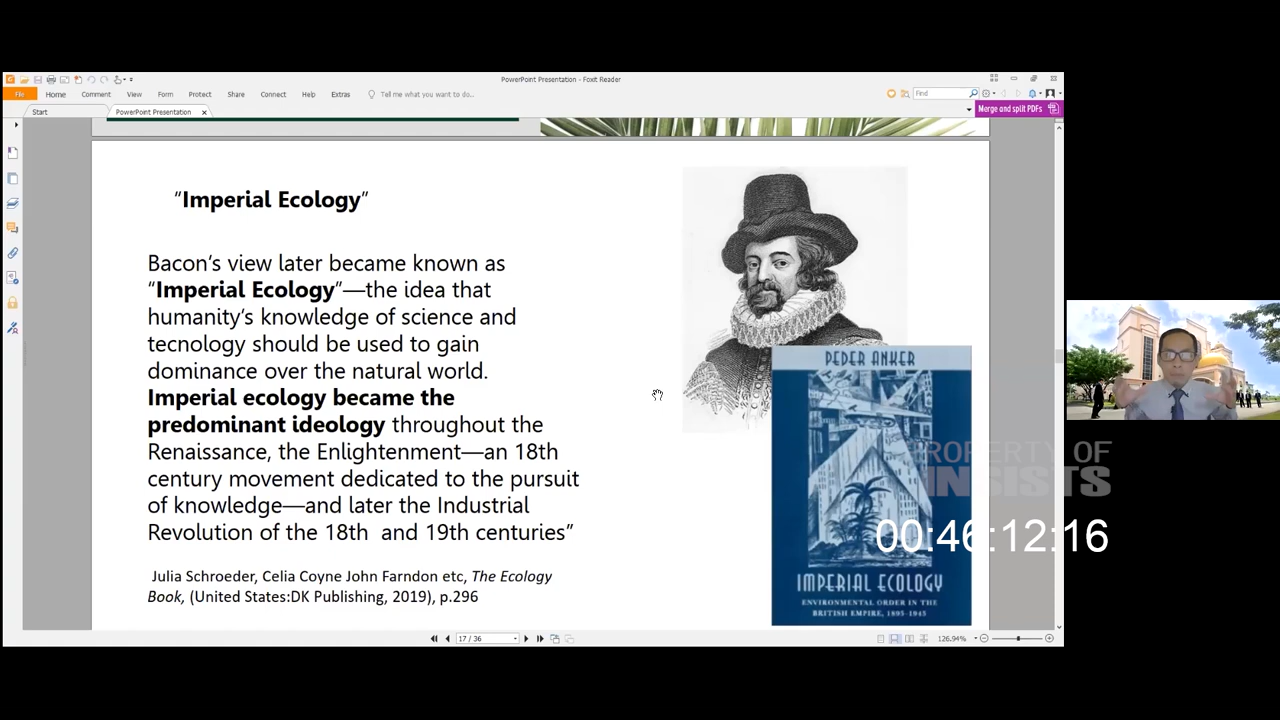 PowerPoint Presentation - Foxit Reader
File
Home
Comment
View
Form
Protect
Share
Connect
Help
Extras
Tell me what you want to do...
Find
Start
PowerPoint Presentation
Merge and split PDFs
“Imperial Ecology”
Bacon’s view later became known as
“Imperial Ecology”—the idea that
humanity’s knowledge of science and
tecnology should be used to gain
dominance over the natural world.
Imperial ecology became the
predominant ideology throughout the
Renaissance, the Enlightenment—an 18th
century movement dedicated to the pursuit
of knowledge—and later the Industrial
Revolution of the 18th and 19th centuries”
Julia Schroeder, Celia Coyne John Farndon etc, The Ecology
Book, (United States:DK Publishing, 2019), p.296
PEDER ANKER
IMPERIAL ECOLOGY
ENVIRONMENTAL ORDER IN THE
BRITISH EMPIRE, 1895-1945
PROPERTY OF
INSISTS
00:46:12:16
17 / 36
126.94%